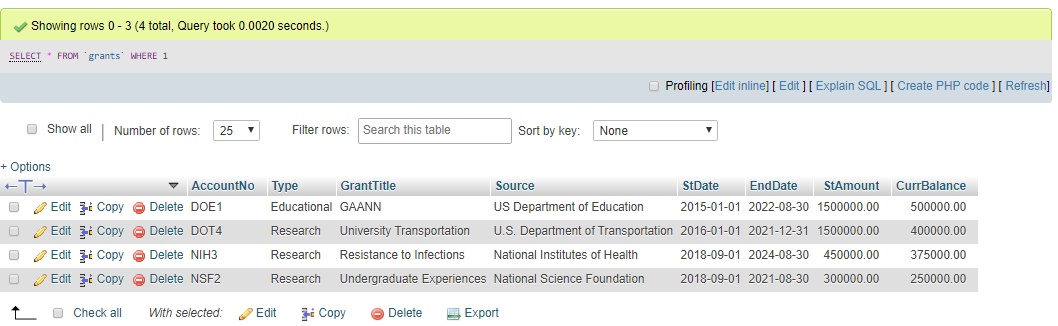 Showing rows 0 - 3 (4 total, Query took 0.0020 seconds.)
SELECT * FROM `grants` WHERE 1
Profiling [Edit inline] [ Edit ] [ Explain SQL ] [ Create PHP code ] [ Refresh]
Show all | Number of rows: 25 Filter rows: Search this table Sort by key: None
+ Options
←T→ AccountNo Type GrantTitle Source StDate EndDate StAmount CurrBalance
Edit Copy Delete DOE1 Educational GAANN US Department of Education 2015-01-01 2022-08-30 1500000.00 500000.00
Edit Copy Delete DOT4 Research University Transportation U.S. Department of Transportation 2016-01-01 2021-12-31 1500000.00 400000.00
Edit Copy Delete NIH3 Research Resistance to Infections National Institutes of Health 2018-09-01 2024-08-30 450000.00 375000.00
Edit Copy Delete NSF2 Research Undergraduate Experiences National Science Foundation 2018-09-01 2021-08-30 300000.00 250000.00
Check all With selected: Edit Copy Delete Export